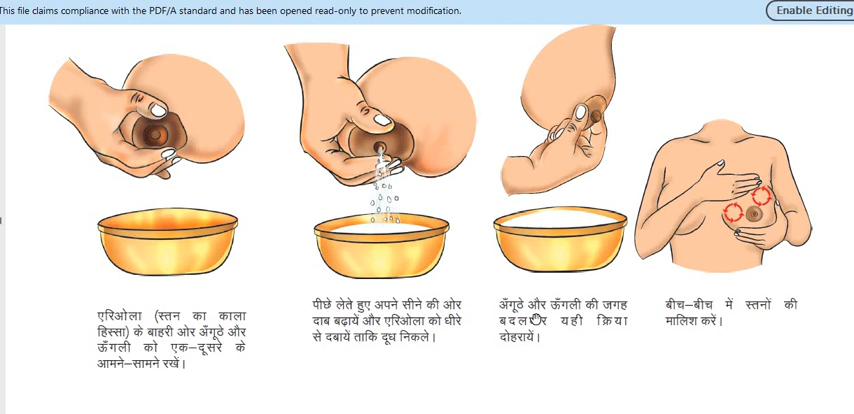 This file claims compliance with the PDF/A standard and has been opened read-only to prevent modification.
Enable Editing
एरिओला (स्तन का काला
हिस्सा) के बाहरी ओर अँगूठे और
ऊँगली को एक–दूसरे के
आमने–सामने रखें।
पीछे लेते हुए अपने सीने की ओर
दाब बढ़ायें और एरिओला को धीरे
से दबायें ताकि दूध निकले।
अँगूठे और ऊँगली की जगह
यही क्रिया
दोहरायें।
बीच–बीच में स्तनों की
मालिश करें।